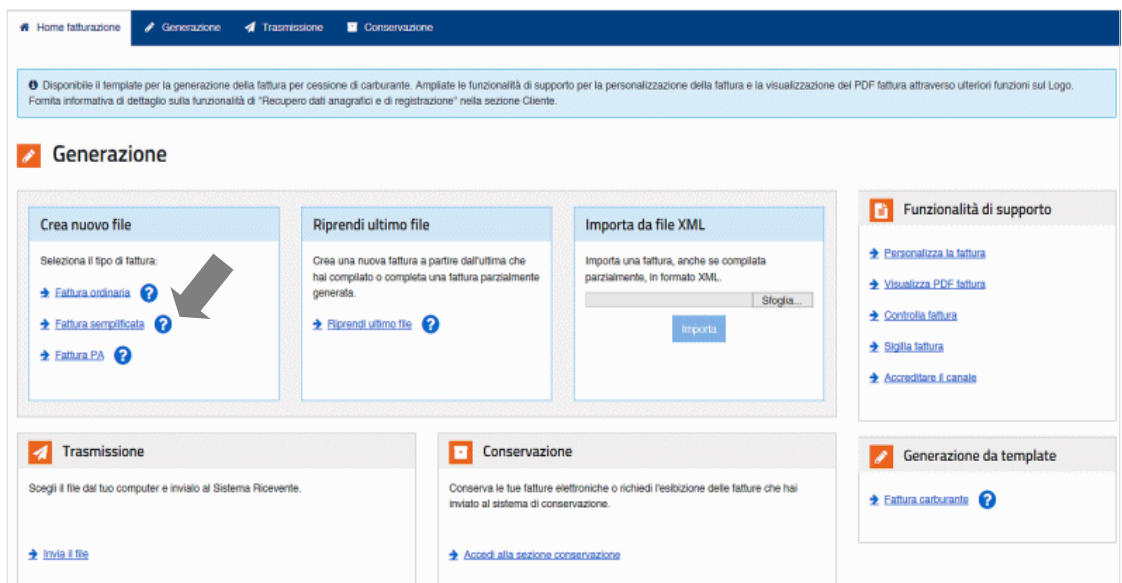 Home fatturazione Generazione Trasmissione Conservazione
Disponibile il template per la generazione della fattura per cessione di carburante. Ampliate le funzionalità di supporto per la personalizzazione della fattura e la visualizzazione del PDF fattura attraverso ulteriori funzioni sul Logo.
Fornita informativa di dettaglio sulla funzionalità di "Recupero dati anagrafici e di registrazione" nella sezione Cliente.
Generazione
Crea nuovo file
Seleziona il tipo di fattura:
Fattura ordinaria ?
Fattura semplificata ?
Fattura PA ?
Riprendi ultimo file
Crea una nuova fattura a partire dall'ultima che
hai compilato o completa una fattura parzialmente
generata.
Riprendi ultimo file ?
Importa da file XML
Importa una fattura, anche se compilata
parzialmente, in formato XML.
Sfoglia...
Importa
Funzionalità di supporto
Personalizza la fattura
Visualizza PDF fattura
Controlla fattura
Sigilla fattura
Accreditare il canale
Trasmissione
Scegli il file dal tuo computer e invialo al Sistema Ricevente.
Invia il file
Conservazione
Conserva le tue fatture elettroniche o richiedi l'esibizione delle fatture che hai
inviato al sistema di conservazione.
Accedi alla sezione conservazione
Generazione da template
Fattura carburante ?